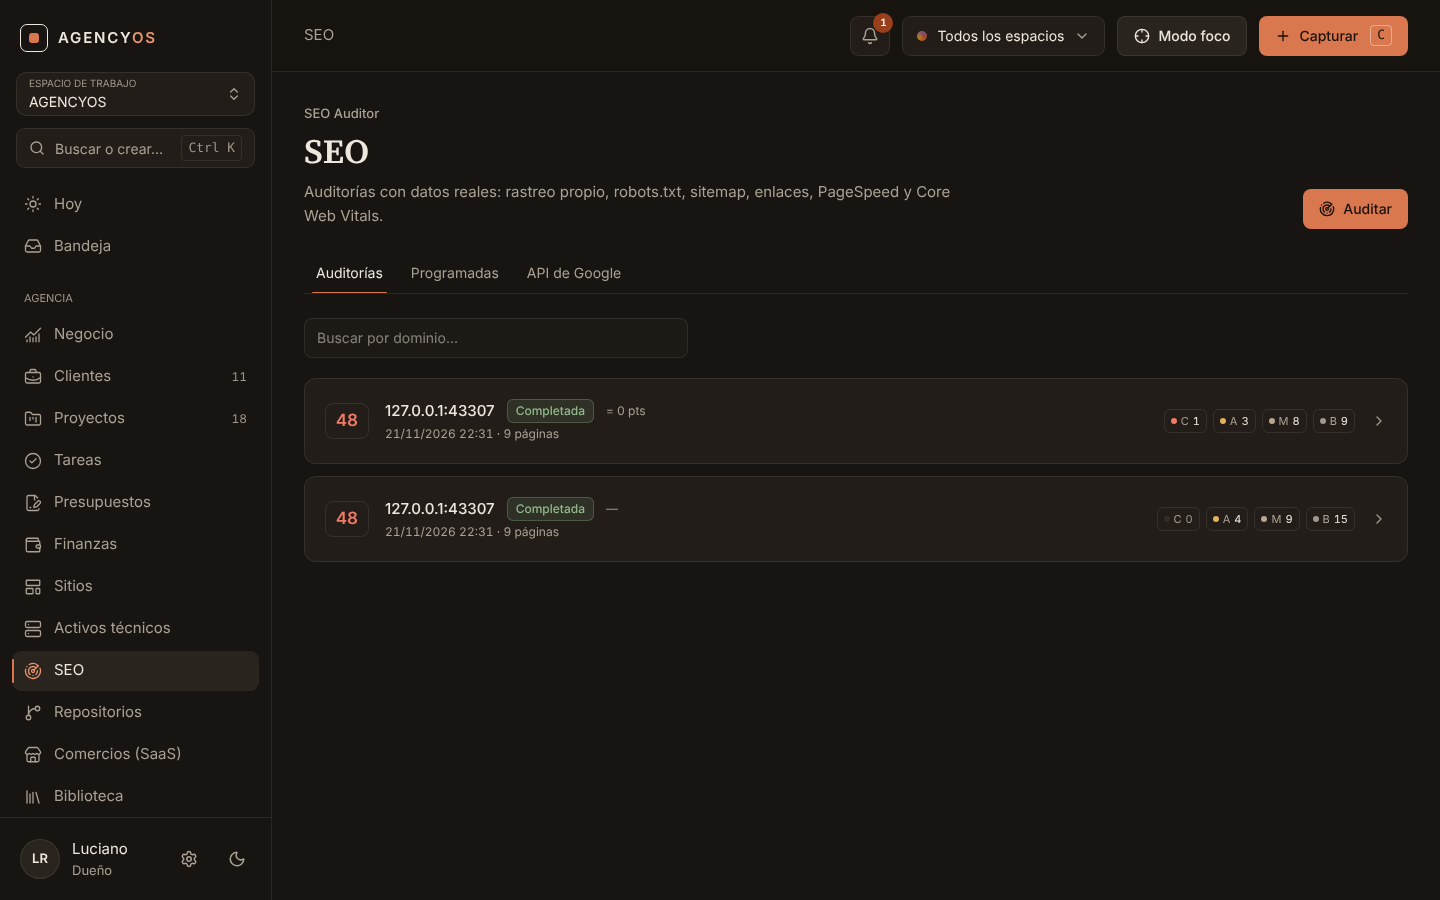 AGENCYOS
ESPACIO DE TRABAJO
AGENCYOS
Buscar o crear... Ctrl K
Hoy
Bandeja
AGENCIA
Negocio
Clientes 11
Proyectos 18
Tareas
Presupuestos
Finanzas
Sitios
Activos técnicos
SEO
Repositorios
Comercios (SaaS)
Biblioteca
LR
Luciano
Dueño
SEO
1
Todos los espacios
Modo foco
Capturar C
SEO Auditor
SEO
Auditorías con datos reales: rastreo propio, robots.txt, sitemap, enlaces, PageSpeed y Core
Web Vitals.
Auditar
Auditorías Programadas API de Google
Buscar por dominio...
48 127.0.0.1:43307 Completada = 0 pts C 1 A 3 M 8 B 9
21/11/2026 22:31 · 9 páginas
48 127.0.0.1:43307 Completada — C 0 A 4 M 9 B 15
21/11/2026 22:31 · 9 páginas